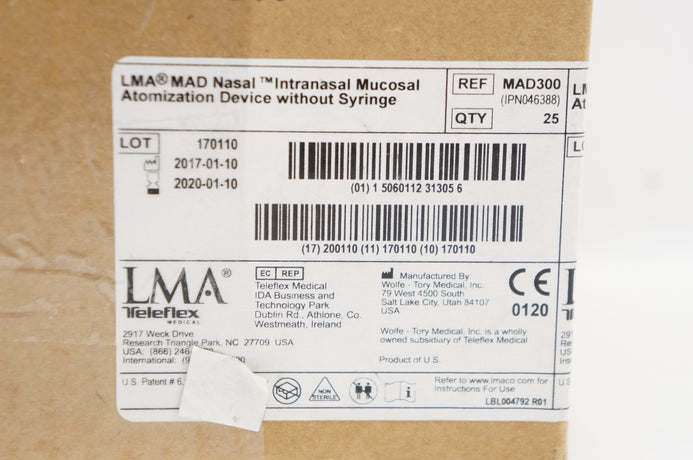 LMA® MAD Nasal™ Intranasal Mucosal
Atomization Device without Syringe
REF MAD300
(IPN046388)
QTY 25
LOT 170110
2017-01-10
2020-01-10
(01) 1 5060112 31305 6
(17) 200110 (11) 170110 (10) 170110
LMA®
Teleflex
MEDICAL
2917 Weck Drive
Research Triangle Park, NC 27709 USA
USA: (866) 246
International:
U.S. Patent # 6,
EC REP
Teleflex Medical
IDA Business and
Technology Park
Dublin Rd., Athlone, Co.
Westmeath, Ireland
Manufactured By:
Wolfe - Tory Medical, Inc.
79 West 4500 South
Salt Lake City, Utah 84107
USA
Wolfe - Tory Medical, Inc. is a wholly
owned subsidiary of Teleflex Medical
Product of U.S.
CE
0120
NON
STERILE
Refer to www.lmaco.com for
Instructions For Use
LBL004792 R01